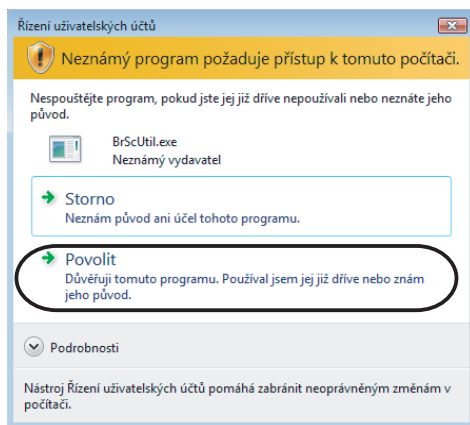 Řízení uživatelských účtů
Neznámý program požaduje přístup k tomuto počítači.
Nespouštějte program, pokud jste jej již dříve nepoužívali nebo neznáte jeho
původ.
BrScUtil.exe
Neznámý vydavatel
Storno
Neznám původ ani účel tohoto programu.
Povolit
Důvěřuji tomuto programu. Používal jsem jej již dříve nebo znám
jeho původ.
Podrobnosti
Nástroj Řízení uživatelských účtů pomáhá zabránit neoprávněným změnám v
počítači.